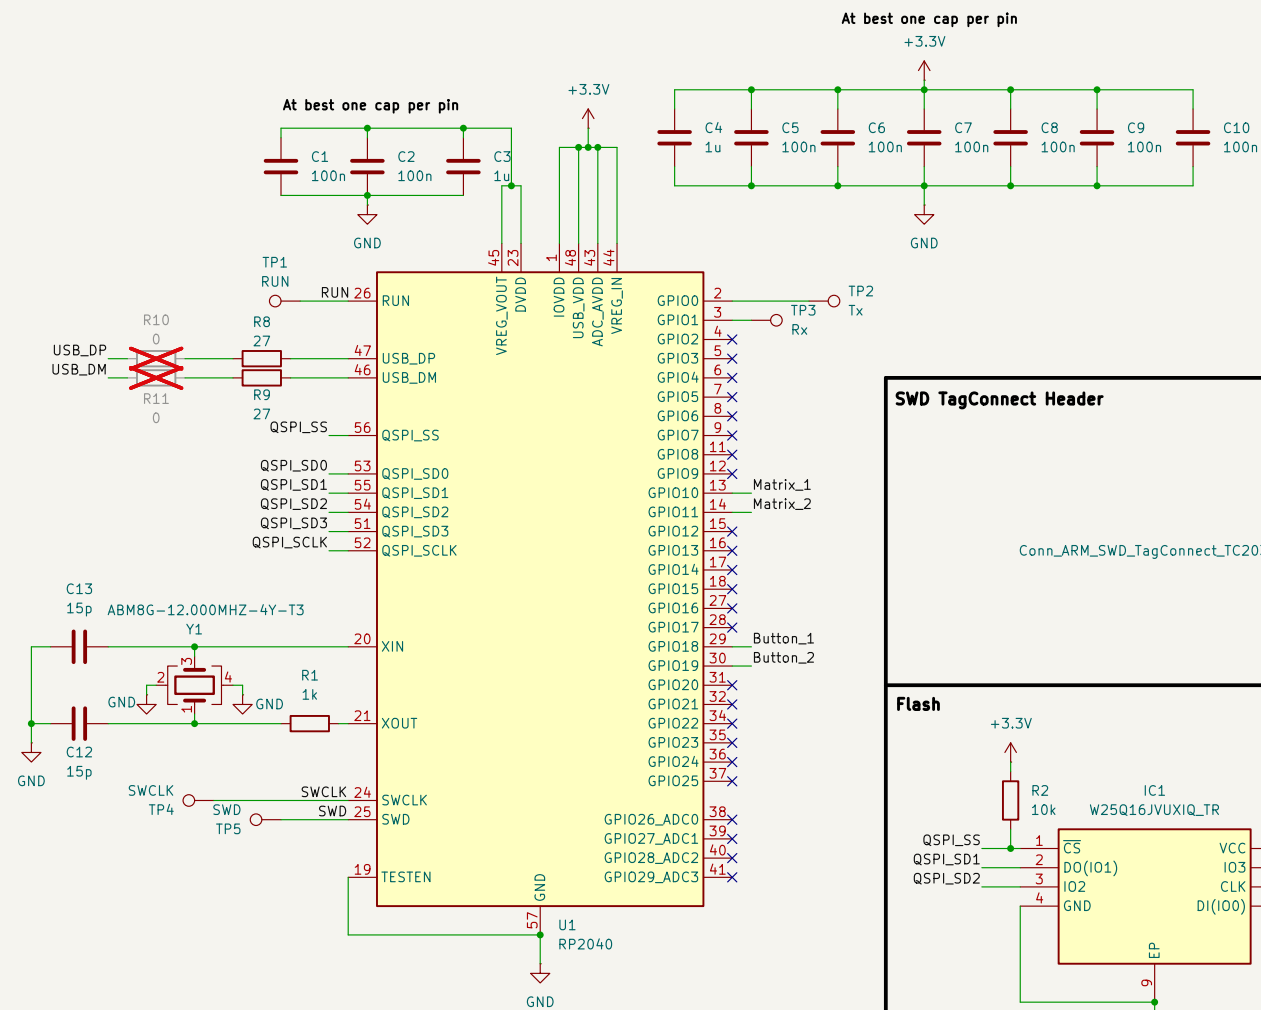 At best one cap per pin
+3.3V
C4
1u
C5
100n
C6
100n
C7
100n
C8
100n
C9
100n
C10
100n
GND
At best one cap per pin
C1
100n
C2
100n
C3
1u
GND
+3.3V
45
23
1
48
43
44
VREG_VOUT
DVDD
IOVDD
USB_VDD
ADC_AVDD
VREG_IN
TP1
RUN
RUN 26 RUN
R10
0
R8
27
USB_DP
47 USB_DP
USB_DM
46 USB_DM
R11
0
R9
27
QSPI_SS 56 QSPI_SS
QSPI_SD0 53 QSPI_SD0
QSPI_SD1 55 QSPI_SD1
QSPI_SD2 54 QSPI_SD2
QSPI_SD3 51 QSPI_SD3
QSPI_SCLK 52 QSPI_SCLK
C13
15p
ABM8G-12.000MHZ-4Y-T3
Y1
20 XIN
3
2
4
1
GND
GND
R1
1k
21 XOUT
C12
15p
GND
SWCLK
TP4
SWCLK 24 SWCLK
SWD
TP5
SWD 25 SWD
19 TESTEN
GND
57
U1
RP2040
GND
GPIO0 2
TP2
Tx
GPIO1 3
TP3
Rx
GPIO2 4
GPIO3 5
GPIO4 6
GPIO5 7
GPIO6 8
GPIO7 9
GPIO8 11
GPIO9 12
GPIO10 13 Matrix_1
GPIO11 14 Matrix_2
GPIO12 15
GPIO13 16
GPIO14 17
GPIO15 18
GPIO16 27
GPIO17 28
GPIO18 29 Button_1
GPIO19 30 Button_2
GPIO20 31
GPIO21 32
GPIO22 34
GPIO23 35
GPIO24 36
GPIO25 37
GPIO26_ADC0 38
GPIO27_ADC1 39
GPIO28_ADC2 40
GPIO29_ADC3 41
SWD TagConnect Header
Conn_ARM_SWD_TagConnect_TC20
Flash
+3.3V
R2
10k
IC1
W25Q16JVUXIQ_TR
QSPI_SS 1 CS
QSPI_SD1 2 DO(IO1)
QSPI_SD2 3 IO2
4 GND
VCC
IO3
CLK
DI(IO0)
EP
9